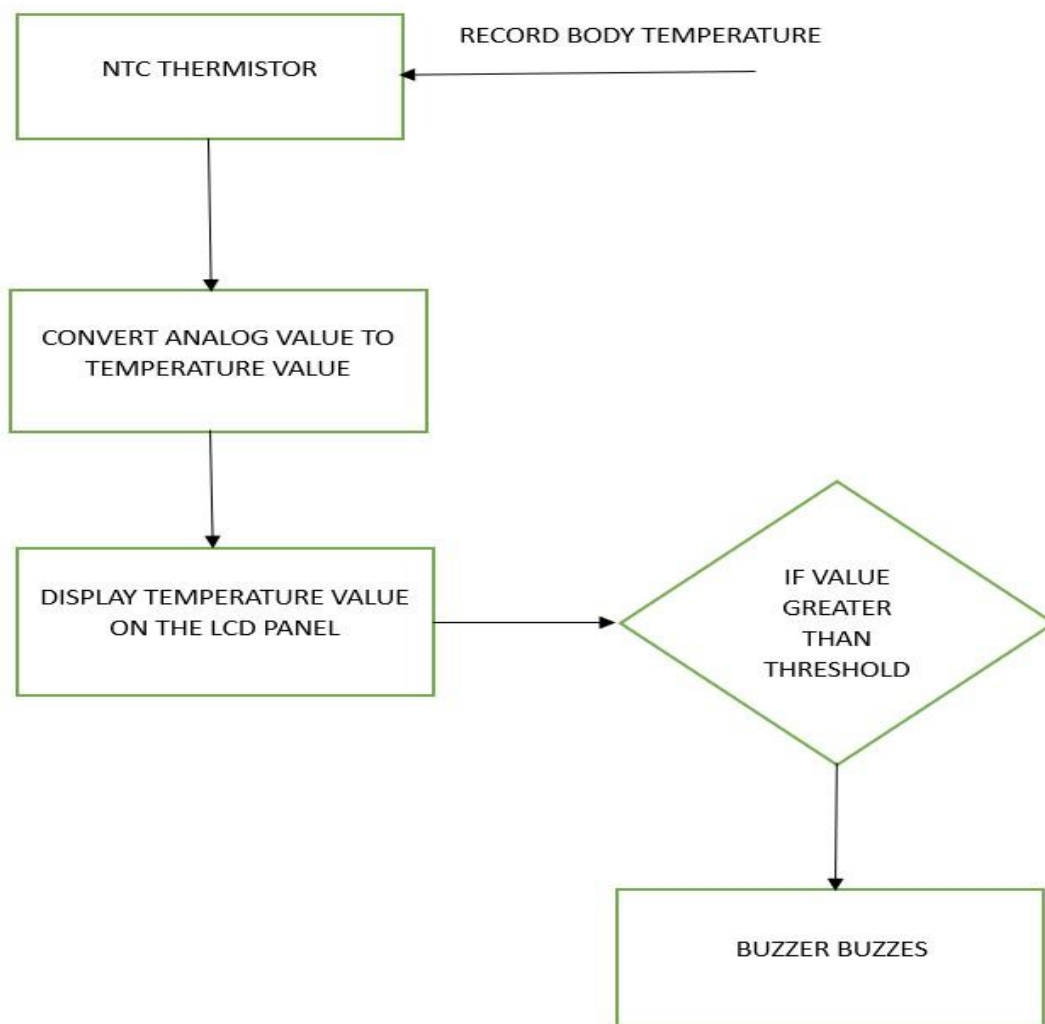 RECORD BODY TEMPERATURE
NTC THERMISTOR
CONVERT ANALOG VALUE TO
TEMPERATURE VALUE
DISPLAY TEMPERATURE VALUE
ON THE LCD PANEL
IF VALUE
GREATER
THAN
THRESHOLD
BUZZER BUZZES